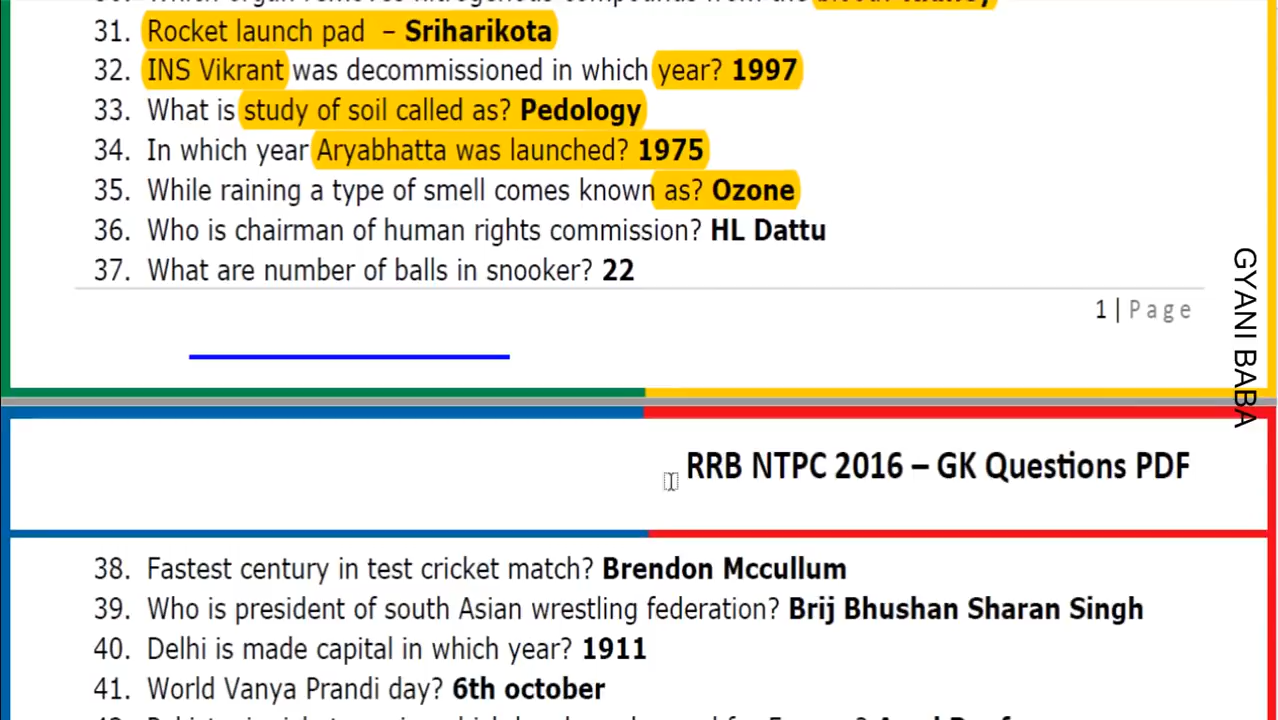 blood? Kidney
31. Rocket launch pad – Sriharikota
32. INS Vikrant was decommissioned in which year? 1997
33. What is study of soil called as? Pedology
34. In which year Aryabhatta was launched? 1975
35. While raining a type of smell comes known as? Ozone
36. Who is chairman of human rights commission? HL Dattu
37. What are number of balls in snooker? 22
1 | Page
GYANI BABA
RRB NTPC 2016 – GK Questions PDF
38. Fastest century in test cricket match? Brendon Mccullum
39. Who is president of south Asian wrestling federation? Brij Bhushan Sharan Singh
40. Delhi is made capital in which year? 1911
41. World Vanya Prandi day? 6th october